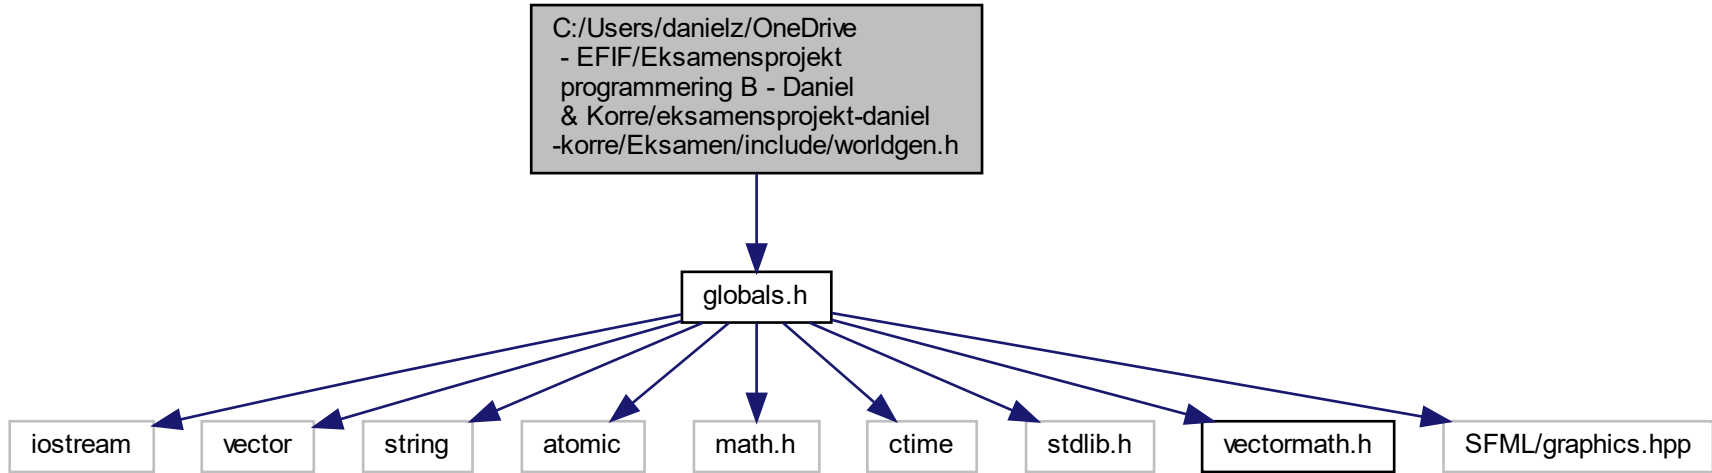 C:/Users/danielz/OneDrive
- EFIF/Eksamensprojekt
programmering B - Daniel
& Korre/eksamensprojekt-daniel
-korre/Eksamen/include/worldgen.h
globals.h
iostream
vector
string
atomic
math.h
ctime
stdlib.h
vectormath.h
SFML/graphics.hpp